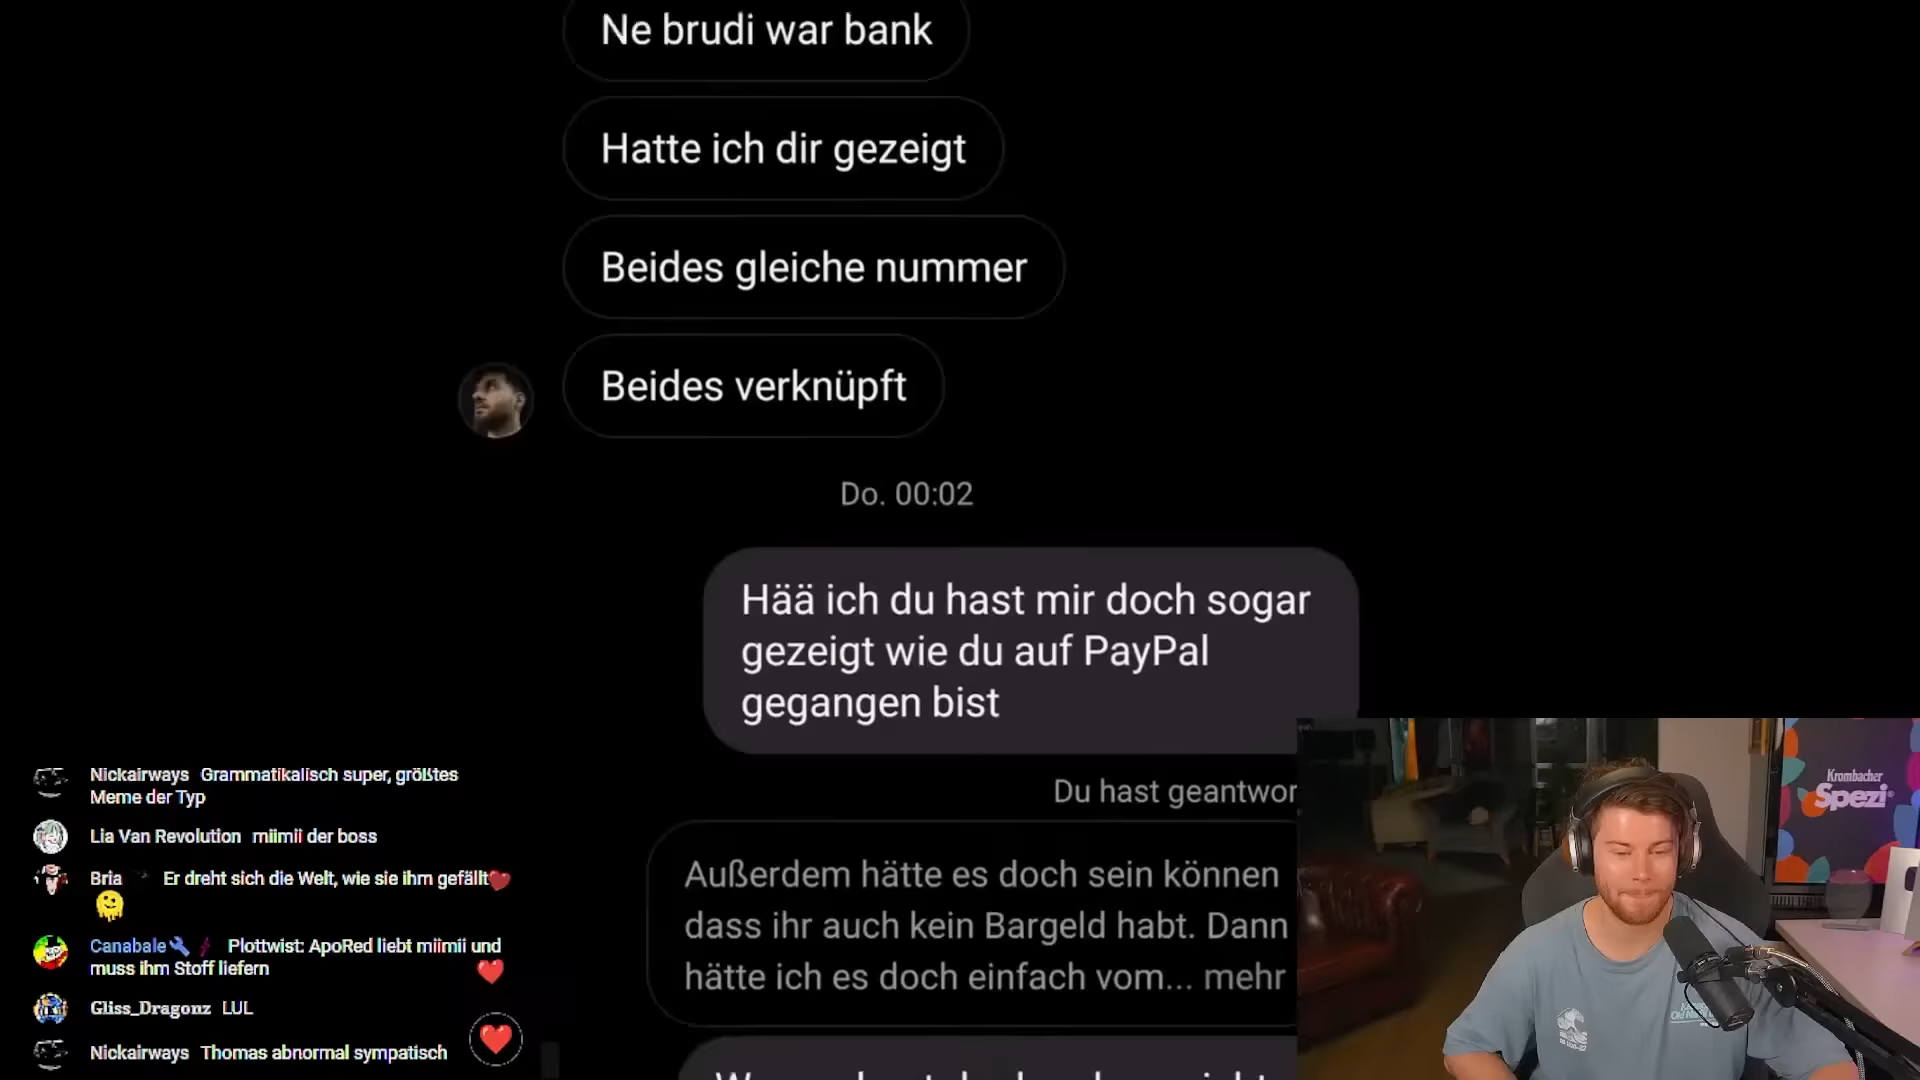 Ne brudi war bank
Hatte ich dir gezeigt
Beides gleiche nummer
Beides verknüpft
Do. 00:02
Hää ich du hast mir doch sogar
gezeigt wie du auf PayPal
gegangen bist
Du hast geantwor
Außerdem hätte es doch sein können
dass ihr auch kein Bargeld habt. Dann
hätte ich es doch einfach vom... mehr
Nickairways Grammatikalisch super, größtes
Meme der Typ
Lia Van Revolution miimii der boss
Bria Er dreht sich die Welt, wie sie ihm gefällt❤️
🫠
Canabale🔧 Plottwist: ApoRed liebt miimii und
muss ihm Stoff liefern
Gliss_Dragonz LUL
Nickairways Thomas abnormal sympatisch
Krombacher
Spezi